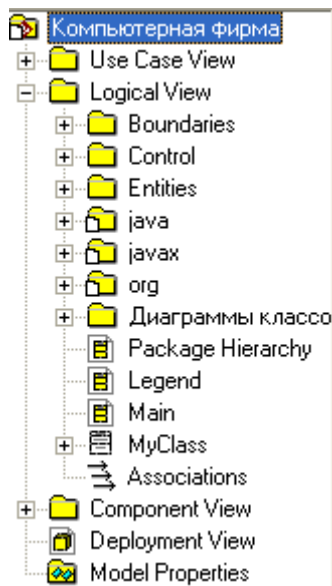 Компьютерная фирма
Use Case View
Logical View
Boundaries
Control
Entities
java
javax
org
Диаграммы классо
Package Hierarchy
Legend
Main
MyClass
Associations
Component View
Deployment View
Model Properties